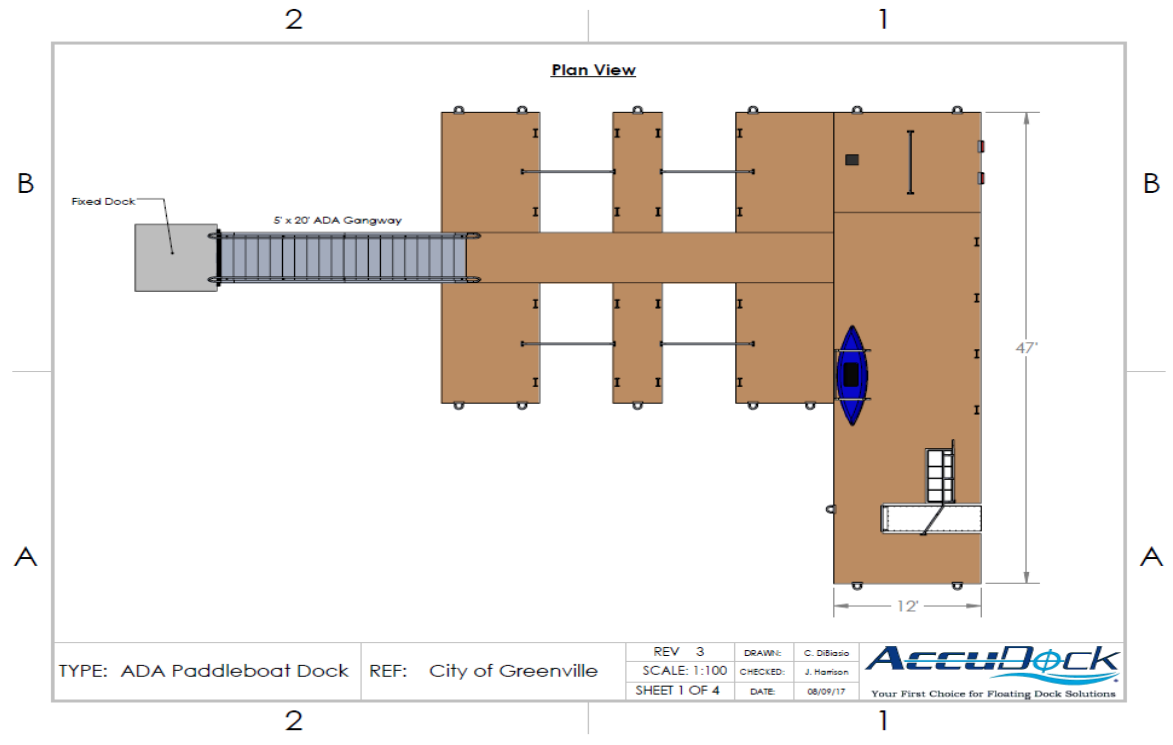 2 1
Plan View
B B
Fixed Dock
5' x 20' ADA Gangway
47'
A A
12'
TYPE: ADA Paddleboat Dock
REF: City of Greenville
REV 3
SCALE: 1:100
SHEET 1 OF 4
DRAWN: C. DiBiasio
CHECKED: J. Harrison
DATE: 08/09/17
ACCUDOCK
Your First Choice for Floating Dock Solutions
2 1